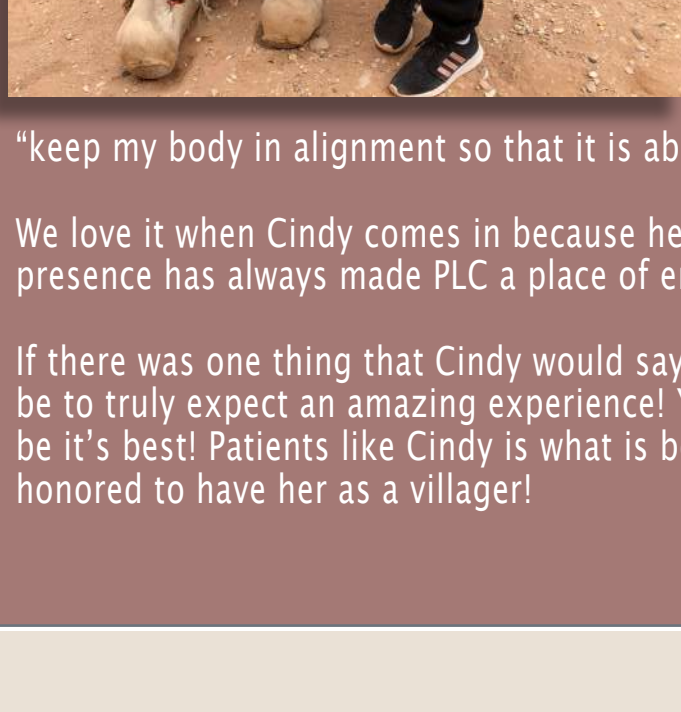 “keep my body in alignment so that it is ab
We love it when Cindy comes in because he
presence has always made PLC a place of e
If there was one thing that Cindy would say
be to truly expect an amazing experience!
be it’s best! Patients like Cindy is what is b
honored to have her as a villager!